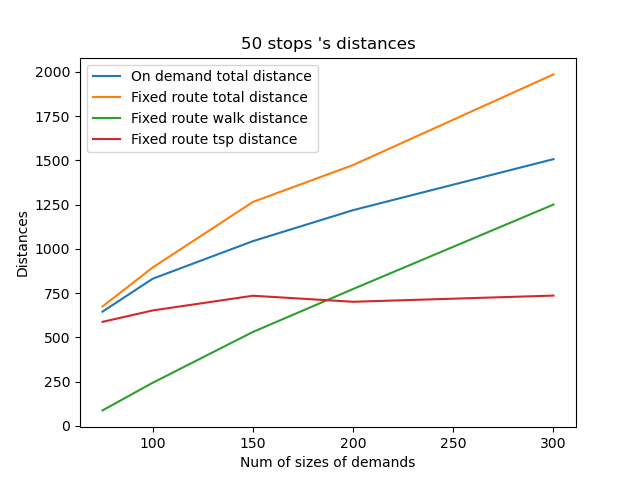 50 stops 's distances
On demand total distance
Fixed route total distance
Fixed route walk distance
Fixed route tsp distance
2000
1750
1500
1250
1000
750
500
250
0
Distances
100 150 200 250 300
Num of sizes of demands